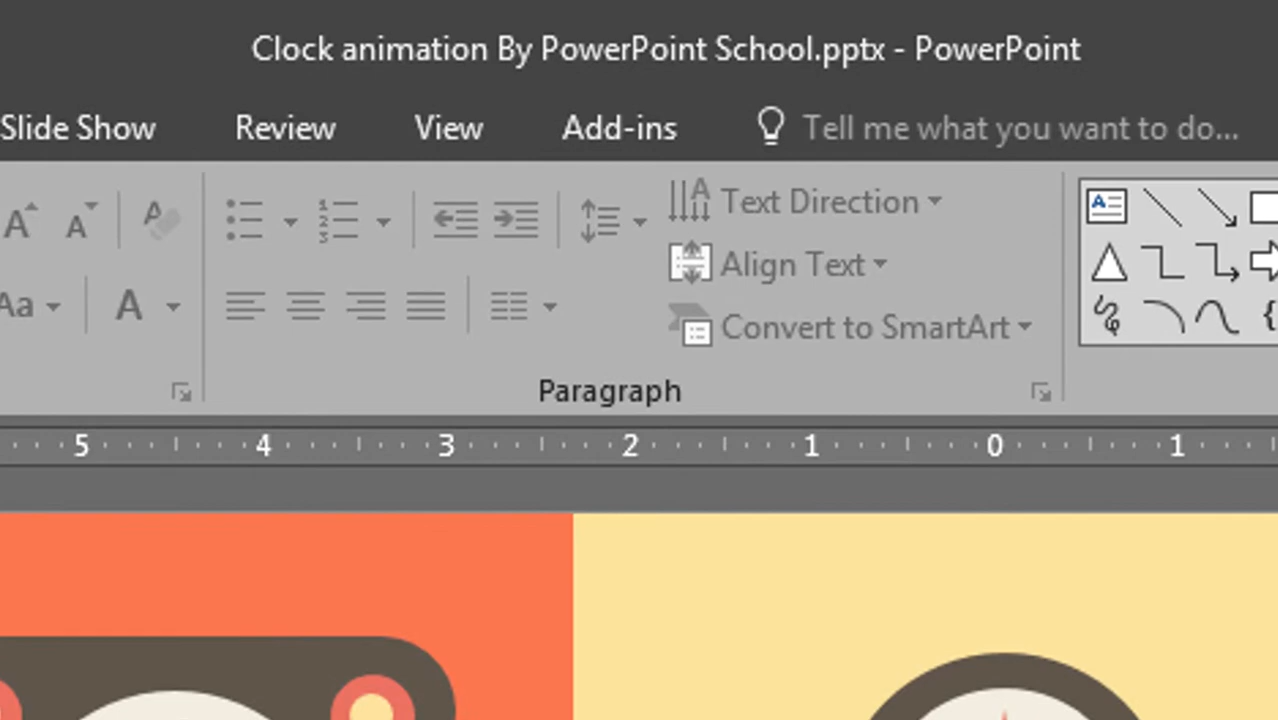 Clock animation By PowerPoint School.pptx - PowerPoint
Slide Show Review View Add-ins Tell me what you want to do...
A A A Text Direction
Align Text
Aa A Convert to SmartArt
Paragraph
5 4 3 2 1 0 1